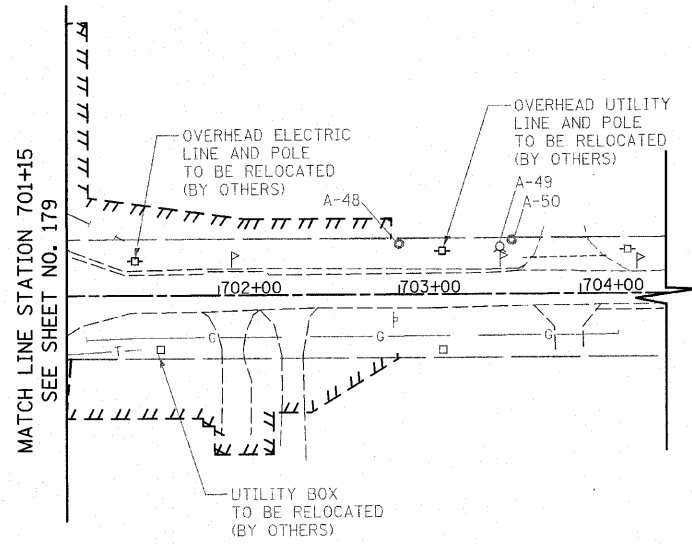 MATCH LINE STATION 701+15
SEE SHEET NO. 179
OVERHEAD ELECTRIC
LINE AND POLE
TO BE RELOCATED
(BY OTHERS)
OVERHEAD UTILITY
LINE AND POLE
TO BE RELOCATED
(BY OTHERS)
A-48
A-49
A-50
702+00
703+00
704+00
G
G
G
T
UTILITY BOX
TO BE RELOCATED
(BY OTHERS)